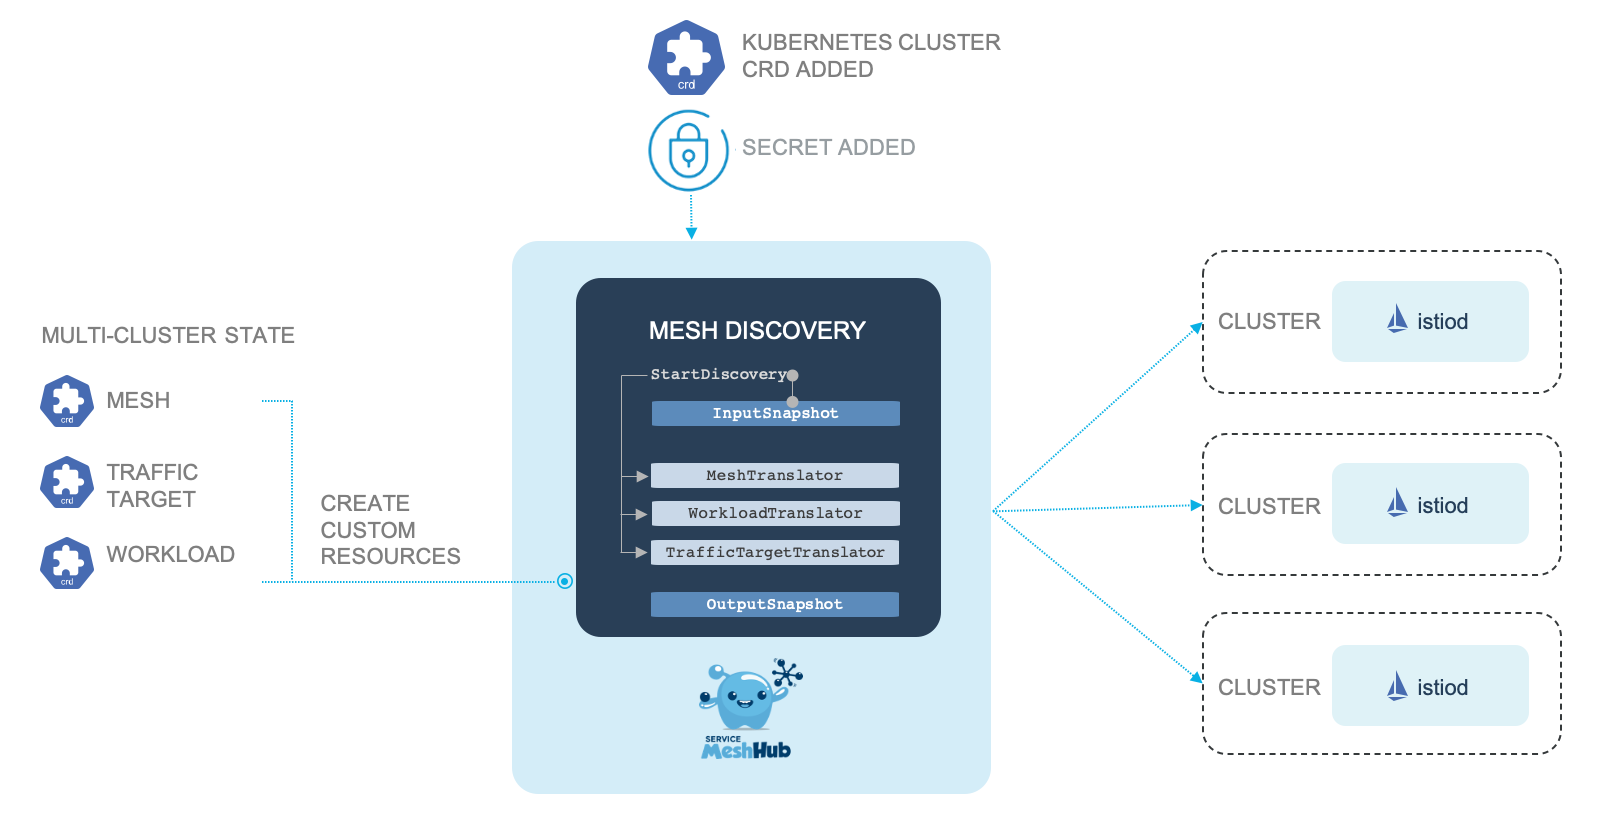 crd
KUBERNETES CLUSTER
CRD ADDED
SECRET ADDED
MULTI-CLUSTER STATE
crd
MESH
crd
TRAFFIC
TARGET
crd
WORKLOAD
CREATE
CUSTOM
RESOURCES
MESH DISCOVERY
StartDiscovery
InputSnapshot
MeshTranslator
WorkloadTranslator
TrafficTargetTranslator
OutputSnapshot
SERVICE
MeshHub
CLUSTER
istiod
CLUSTER
istiod
CLUSTER
istiod